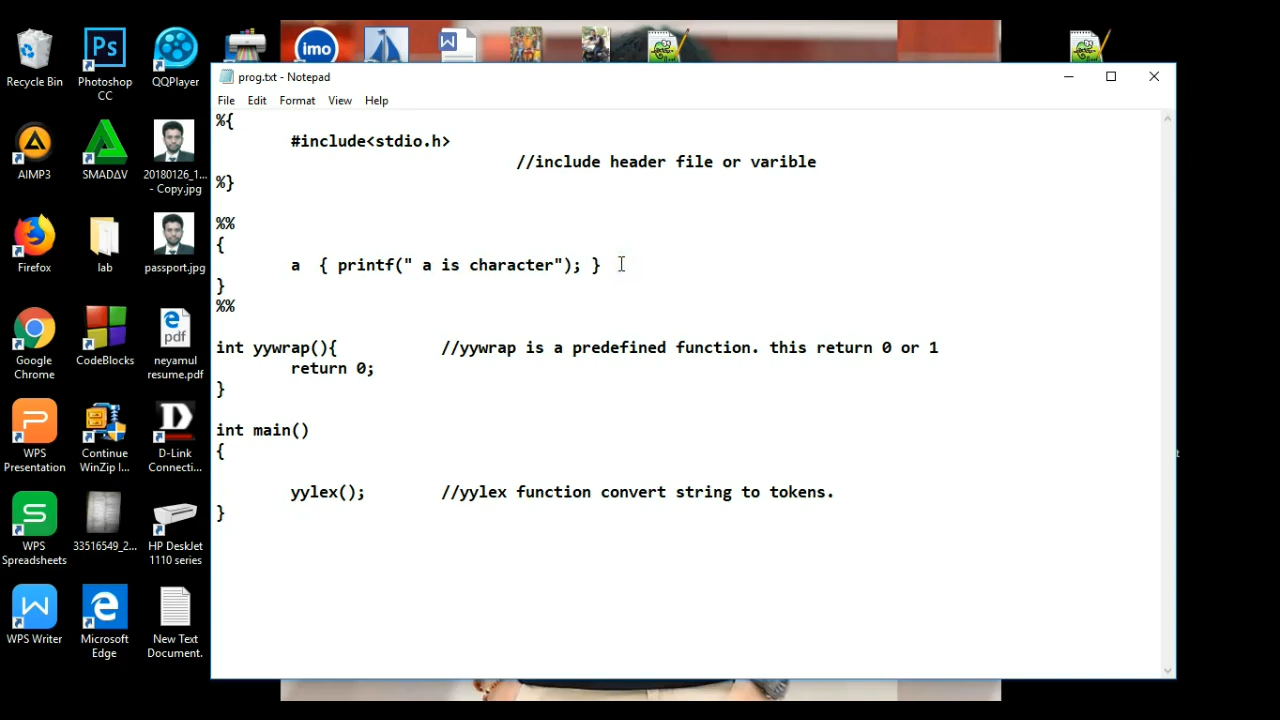 Recycle Bin
Photoshop CC
QQPlayer
imo
prog.txt - Notepad
File Edit Format View Help
%{
#include<stdio.h>
//include header file or varible
%}
%%
{
a { printf(" a is character"); }
}
%%
int yywrap(){ //yywrap is a predefined function. this return 0 or 1
return 0;
}
int main()
{
yylex(); //yylex function convert string to tokens.
}
AIMP3
SMADΔV
20180126_1... - Copy.jpg
Firefox
lab
passport.jpg
Google Chrome
CodeBlocks
pdf
neyamul resume.pdf
WPS Presentation
Continue WinZip I...
D-Link Connecti...
WPS Spreadsheets
33516549_2...
HP DeskJet 1110 series
WPS Writer
Microsoft Edge
New Text Document.